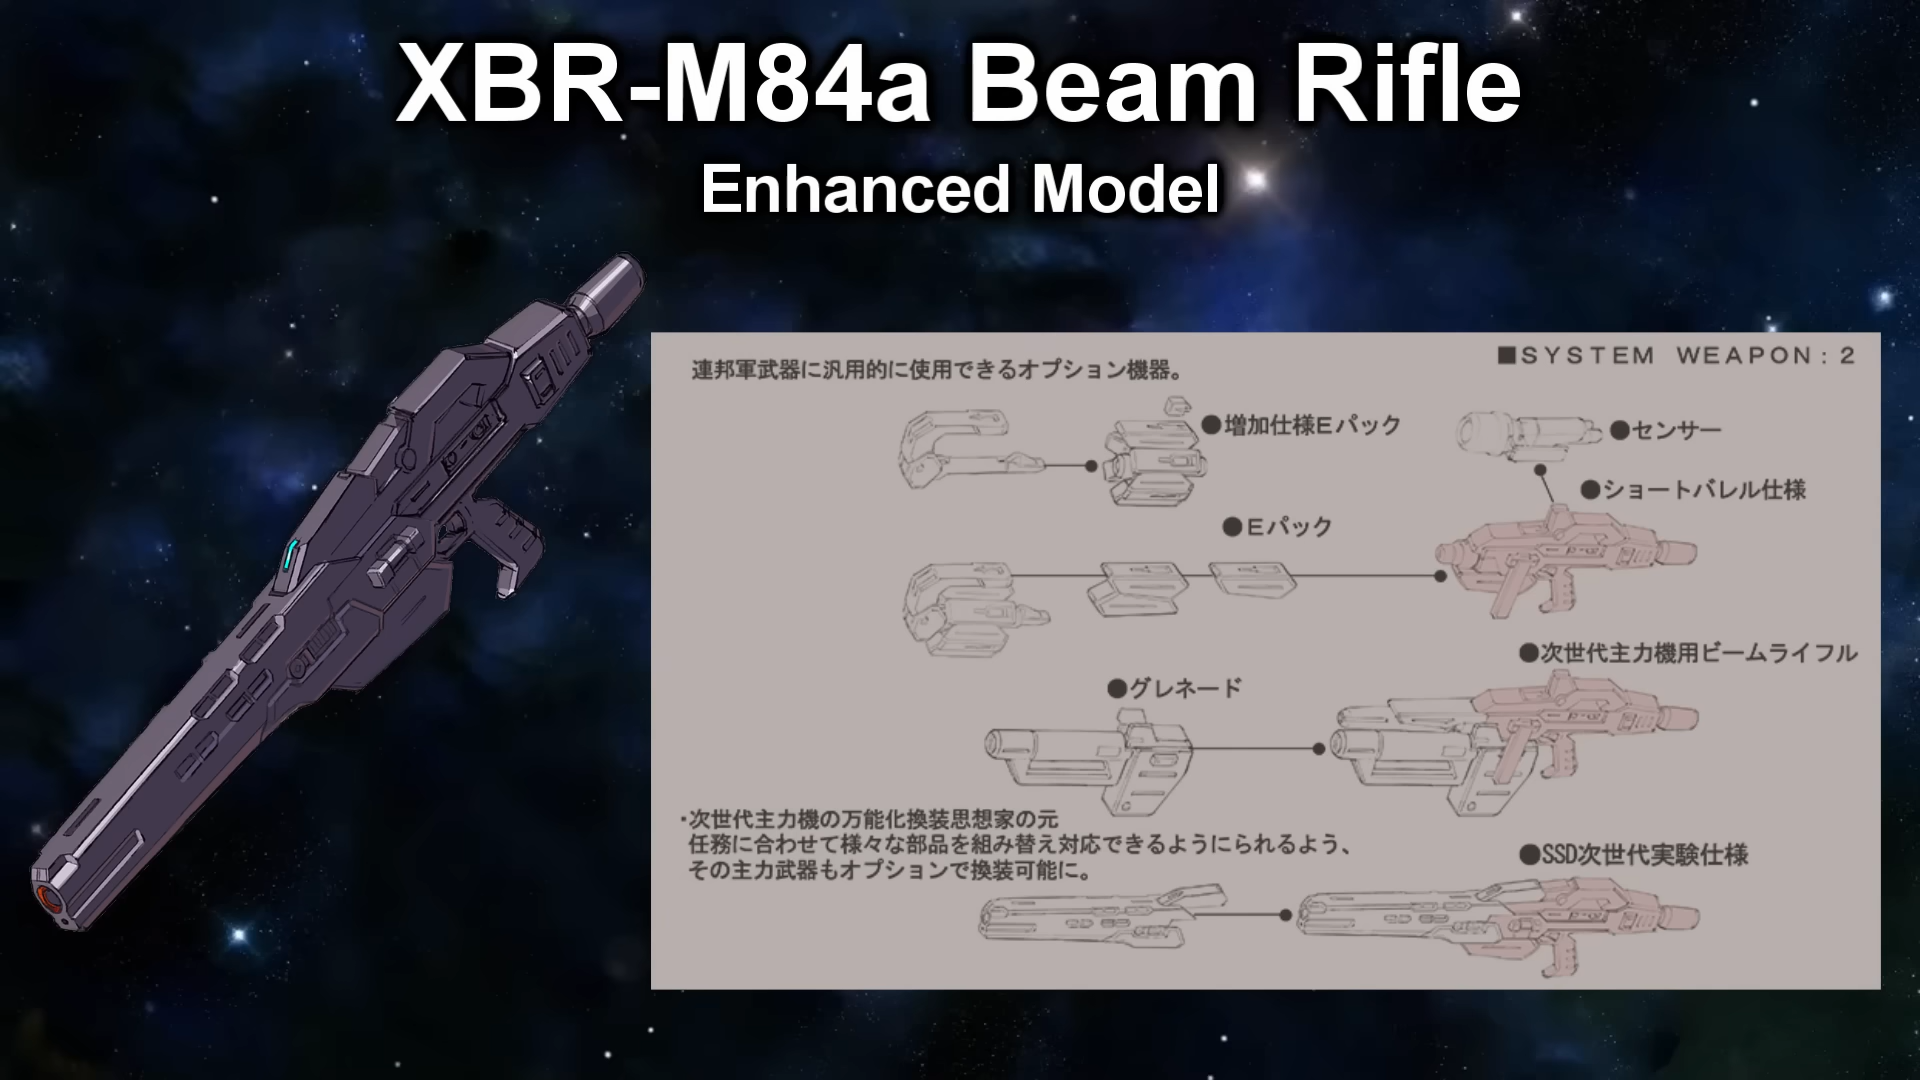 XBR-M84a Beam Rifle
Enhanced Model
■SYSTEM WEAPON:2
連邦軍武器に汎用的に使用できるオプション機器。
●増加仕様Eパック
●センサー
●ショートバレル仕様
●Eパック
●次世代主力機用ビームライフル
●グレネード
・次世代主力機の万能化換装思想家の元
任務に合わせて様々な部品を組み替え対応できるようにられるよう、
その主力武器もオプションで換装可能に。
●SSD次世代実験仕様